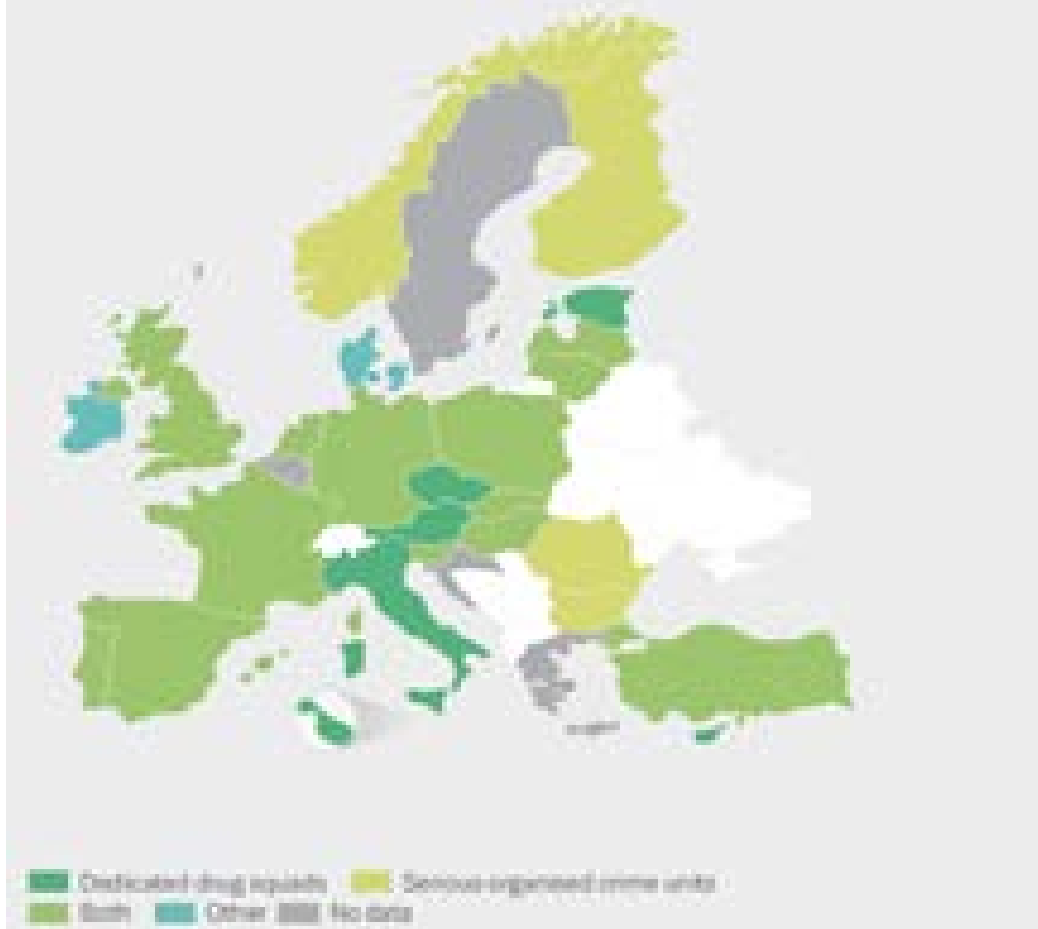 Dedicated drug squads Serious organised crime units
Both Other No data